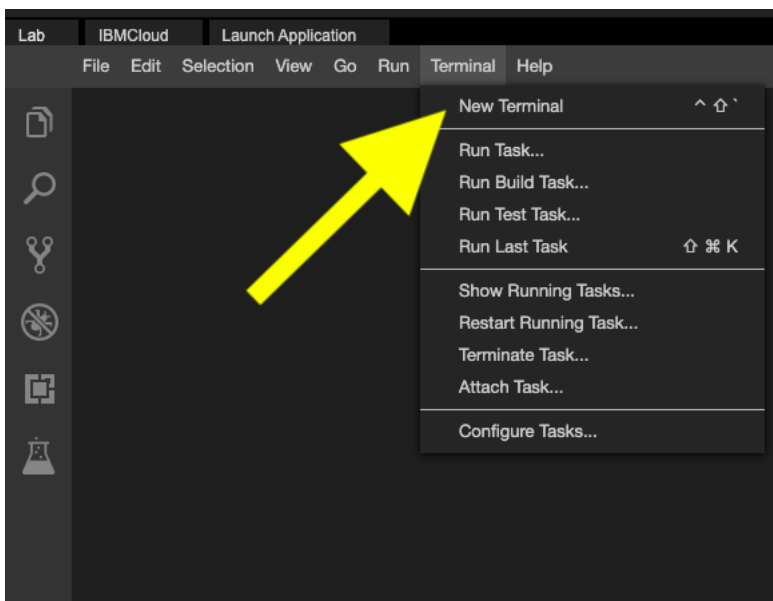 Lab IBMCloud Launch Application
File Edit Selection View Go Run Terminal Help
New Terminal ^ ⇧ `
Run Task...
Run Build Task...
Run Test Task...
Run Last Task ⇧ ⌘ K
Show Running Tasks...
Restart Running Task...
Terminate Task...
Attach Task...
Configure Tasks...